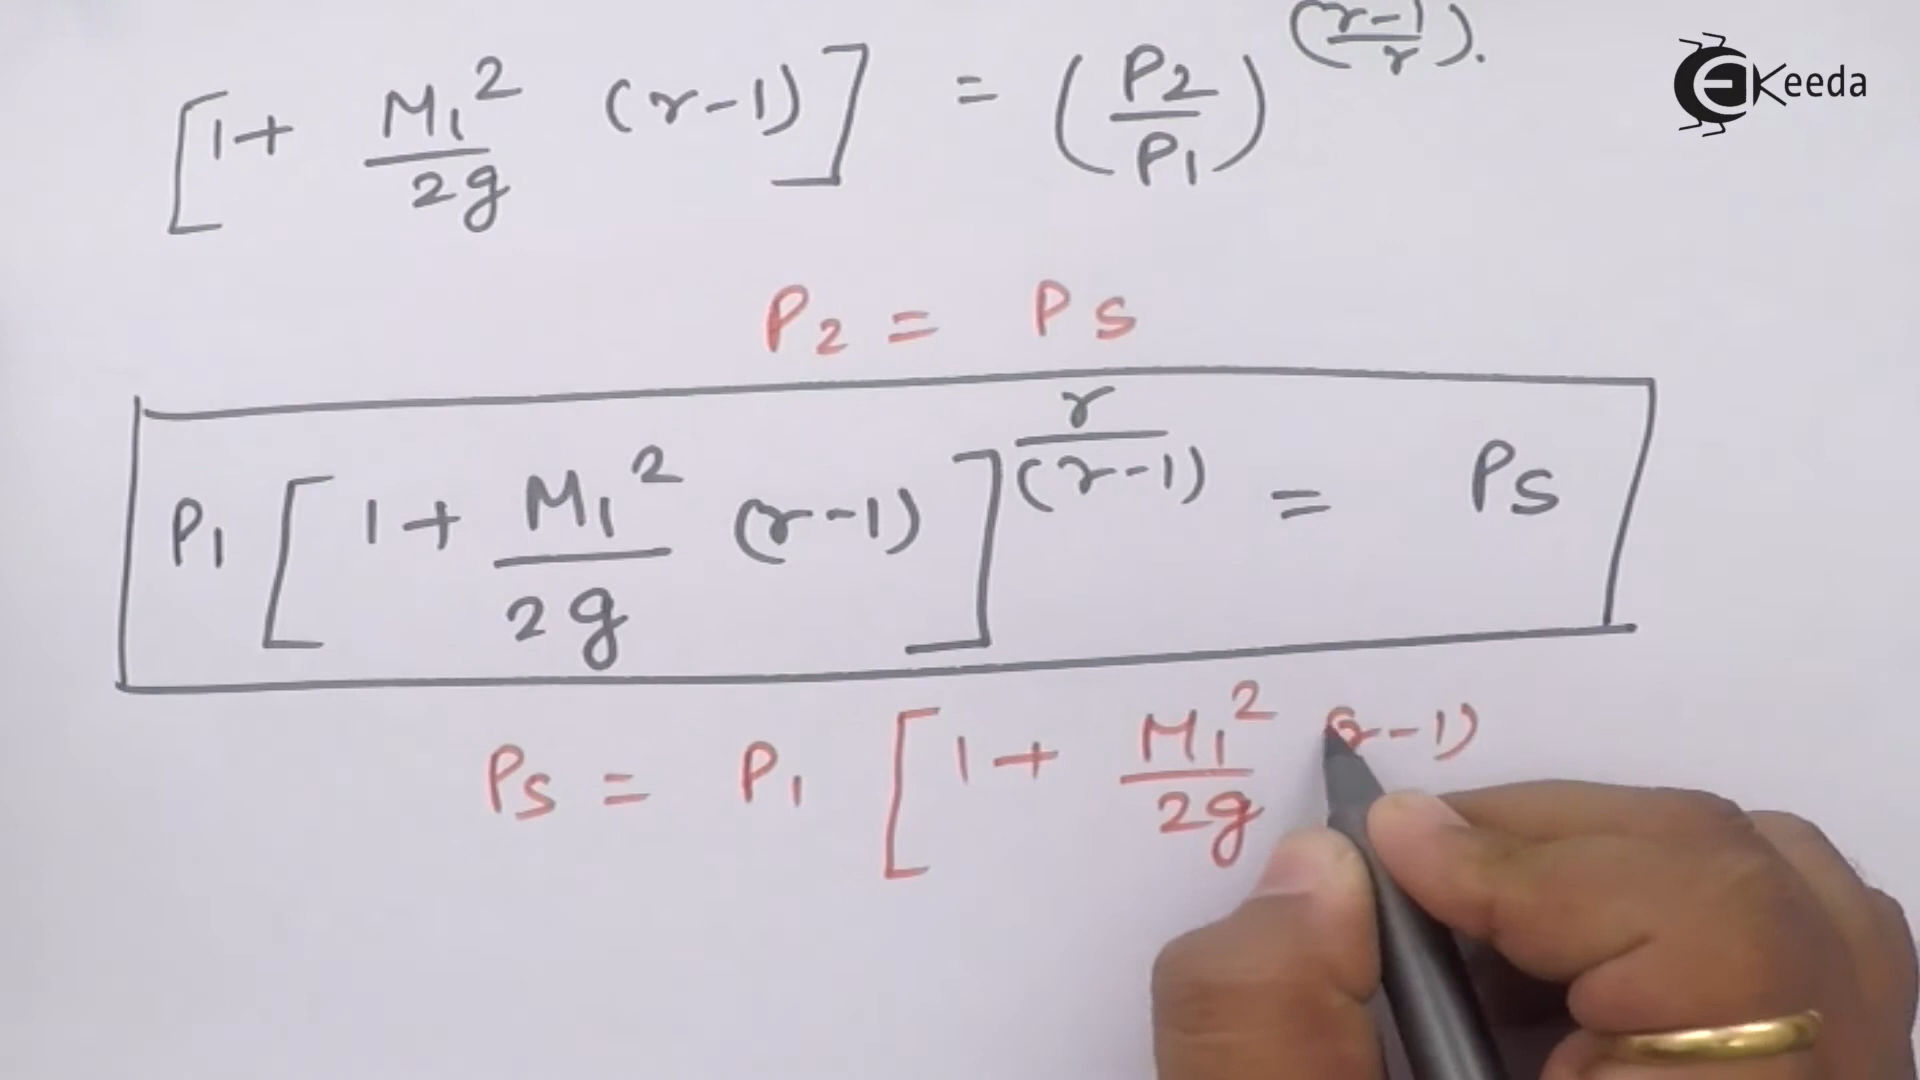 [1 + M₁²/2g (r-1)] = (P₂/P₁)^((r-1)/r).
EKeeda
P₂ = Ps
P₁ [1 + M₁²/2g (r-1)]^(r/(r-1)) = Ps
Ps = P₁ [1 + M₁²/2g (r-1)